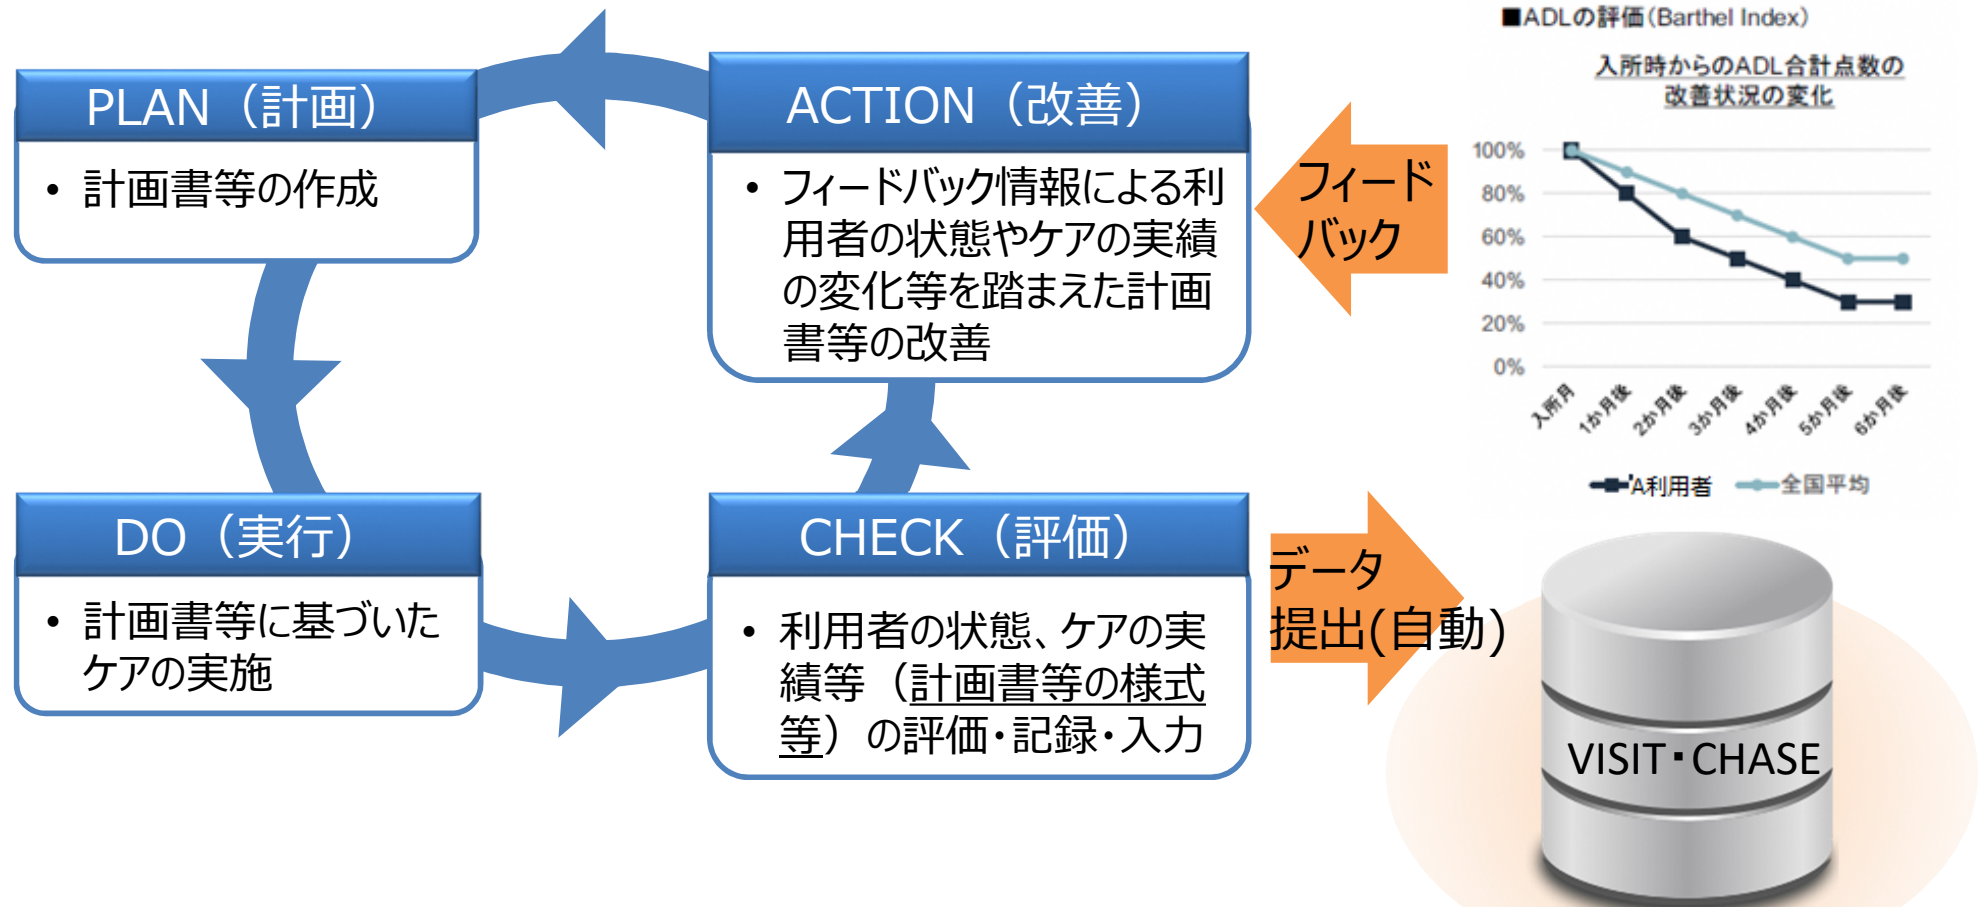 PLAN（計画）
• 計画書等の作成
ACTION（改善）
• フィードバック情報による利
用者の状態やケアの実績
の変化等を踏まえた計画
書等の改善
フィード
バック
■ADLの評価（Barthel Index）
入所時からのADL合計点数の
改善状況の変化
100%
80%
60%
40%
20%
0%
入所月
1か月後
2か月後
3か月後
4か月後
5か月後
6か月後
A利用者
全国平均
DO（実行）
• 計画書等に基づいた
ケアの実施
CHECK（評価）
• 利用者の状態、ケアの実
績等（計画書等の様式
等）の評価・記録・入力
データ
提出(自動)
VISIT・CHASE